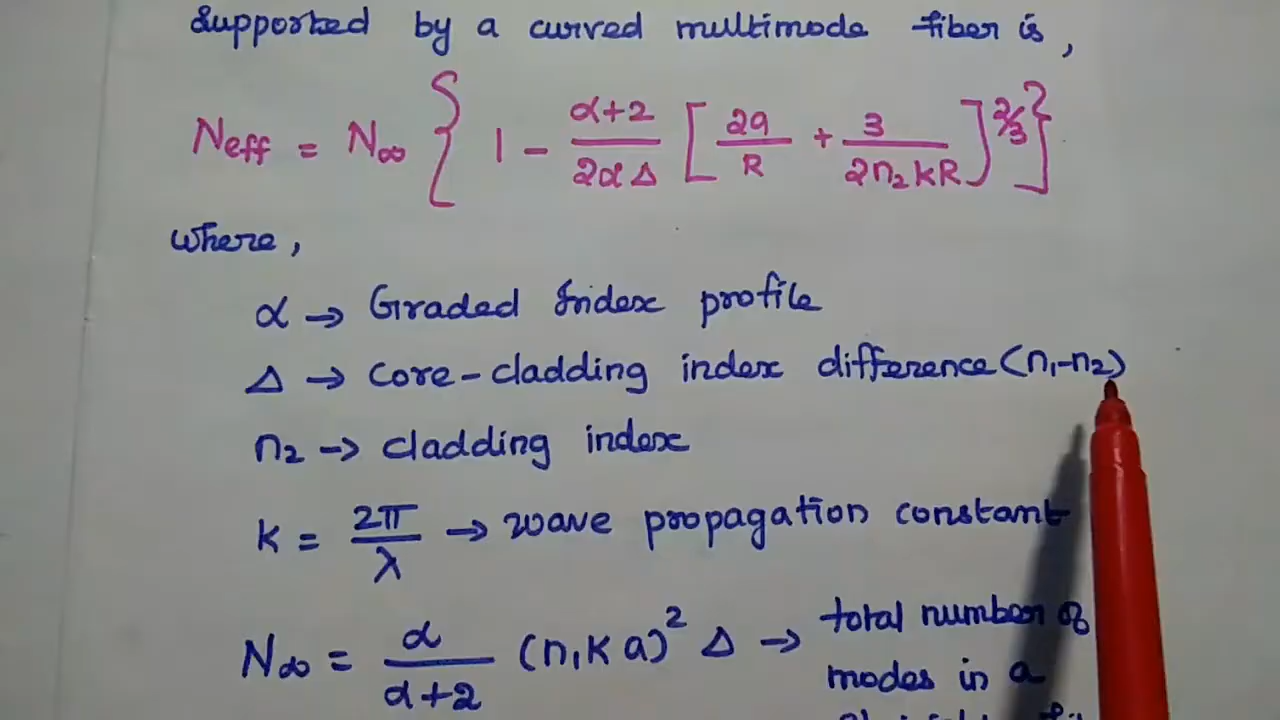 Supported by a curved multimode fiber is,
Neff = N∞ { 1 - α+2/2αΔ [ 2a/R + 3/2n₂kR ]^2/3 }
where,
α → Graded Index profile
Δ → core-cladding index difference (n₁-n₂)
n₂ → cladding index
k = 2π/λ → wave propagation constant
N∞ = α/α+2 (n₁ka)² Δ → total number of
modes in a